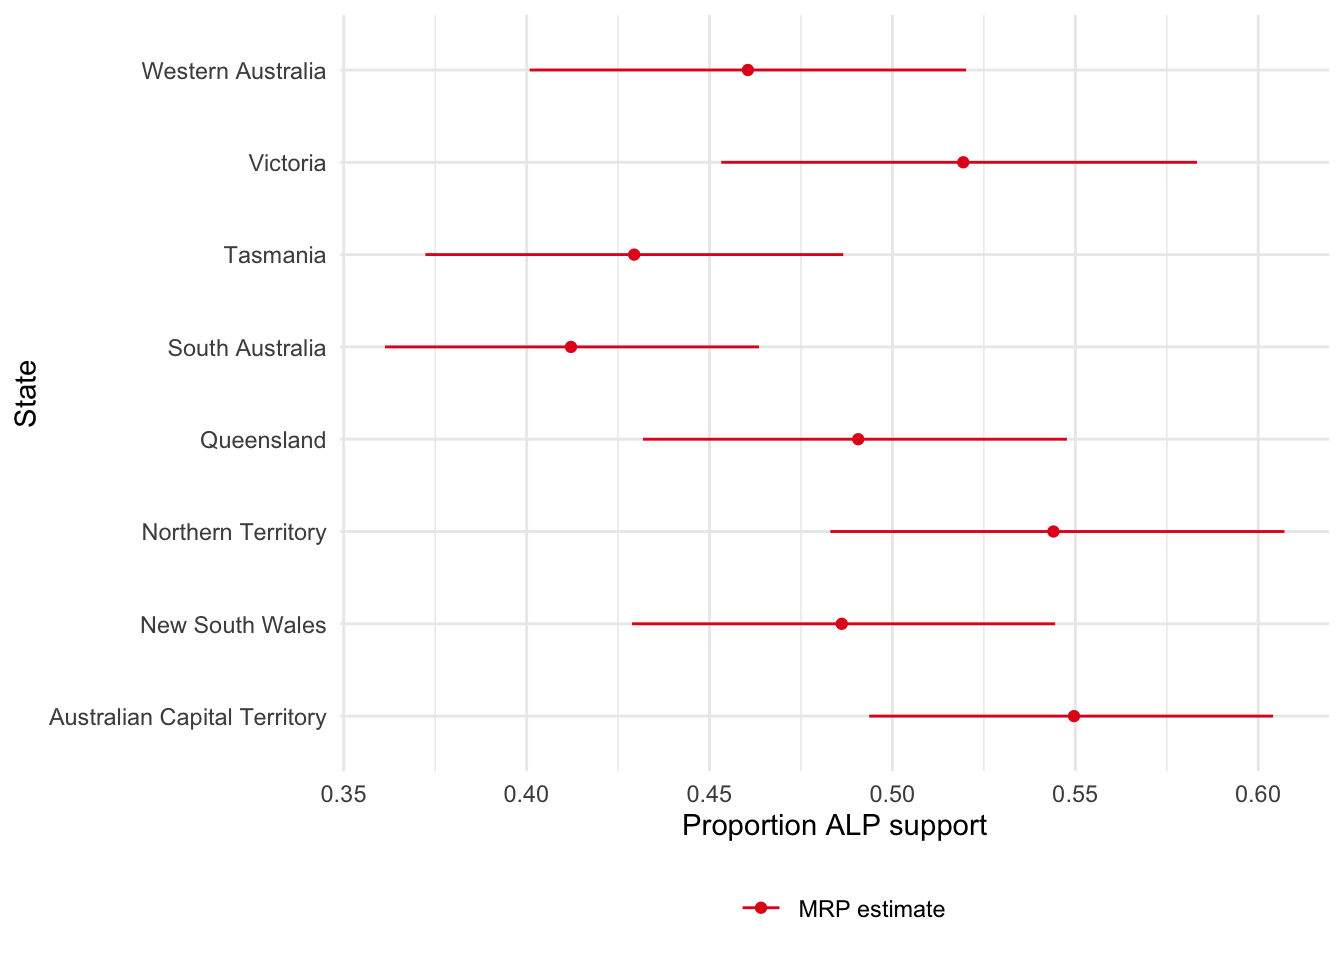 Western Australia
Victoria
Tasmania
South Australia
Queensland
Northern Territory
New South Wales
Australian Capital Territory
State
0.35 0.40 0.45 0.50 0.55 0.60
Proportion ALP support
MRP estimate